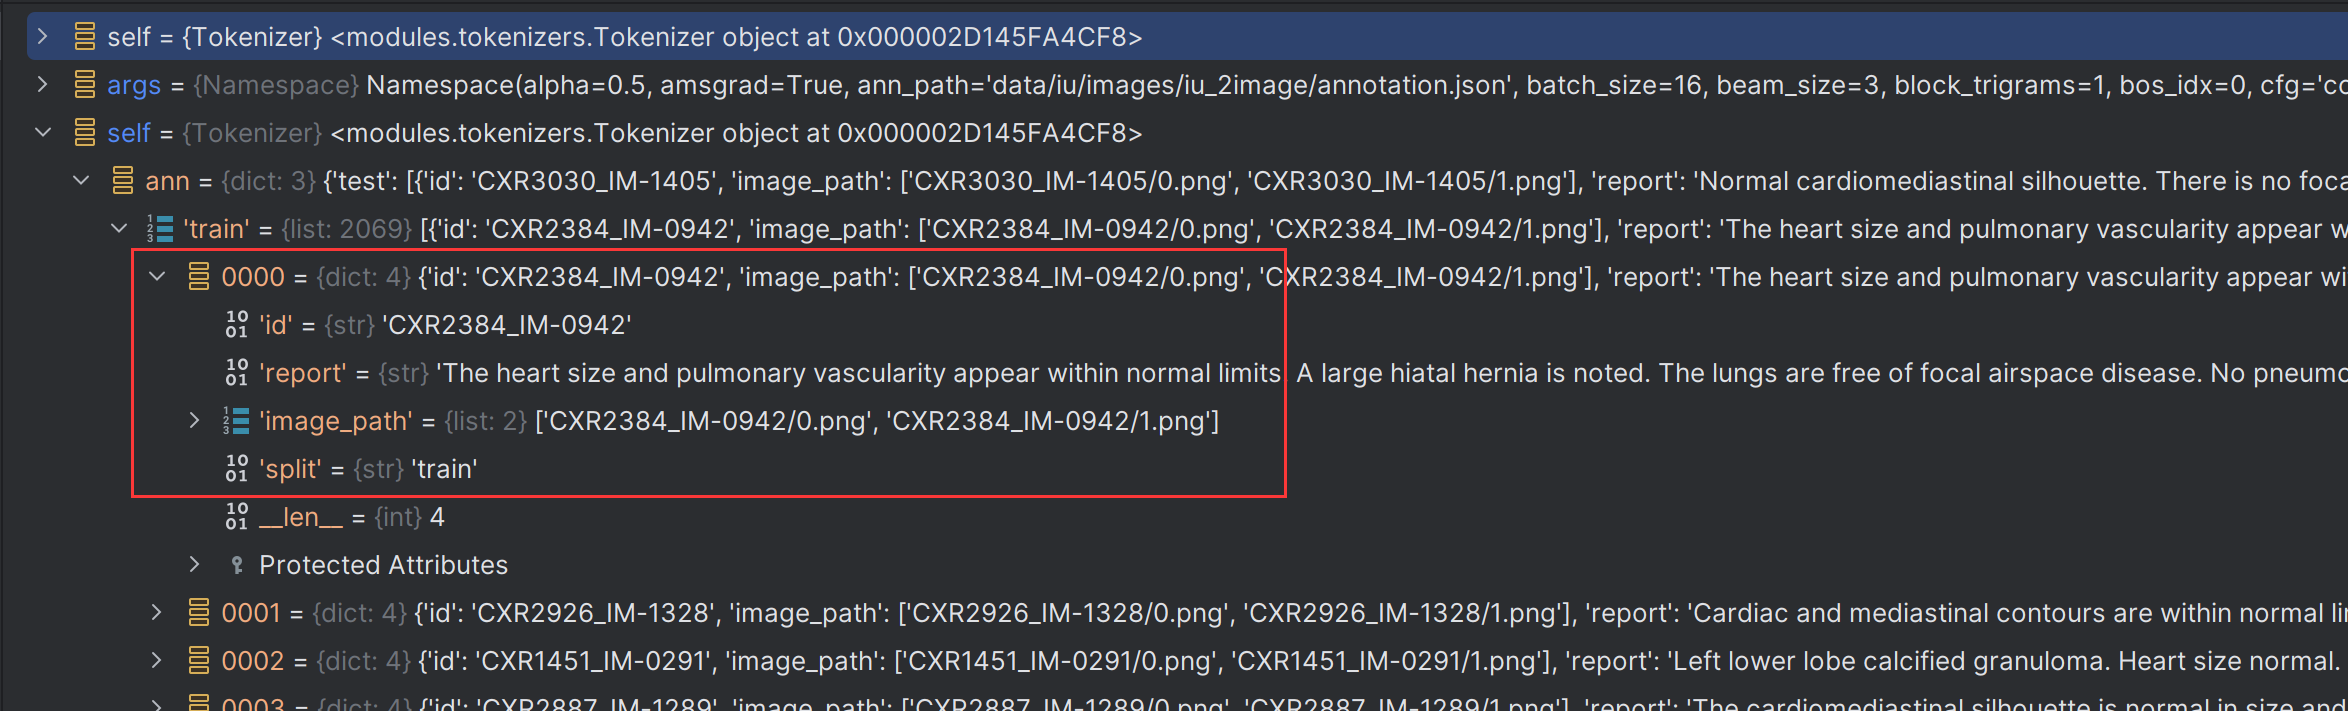 self = {Tokenizer} <modules.tokenizers.Tokenizer object at 0x000002D145FA4CF8>
args = {Namespace} Namespace(alpha=0.5, amsgrad=True, ann_path='data/iu/images/iu_2image/annotation.json', batch_size=16, beam_size=3, block_trigrams=1, bos_idx=0, cfg='co
self = {Tokenizer} <modules.tokenizers.Tokenizer object at 0x000002D145FA4CF8>
ann = {dict: 3} {'test': [{'id': 'CXR3030_IM-1405', 'image_path': ['CXR3030_IM-1405/0.png', 'CXR3030_IM-1405/1.png'], 'report': 'Normal cardiomediastinal silhouette. There is no foca
'train' = {list: 2069} [{'id': 'CXR2384_IM-0942', 'image_path': ['CXR2384_IM-0942/0.png', 'CXR2384_IM-0942/1.png'], 'report': 'The heart size and pulmonary vascularity appear w
0000 = {dict: 4} {'id': 'CXR2384_IM-0942', 'image_path': ['CXR2384_IM-0942/0.png', 'CXR2384_IM-0942/1.png'], 'report': 'The heart size and pulmonary vascularity appear wi
'id' = {str} 'CXR2384_IM-0942'
'report' = {str} 'The heart size and pulmonary vascularity appear within normal limits. A large hiatal hernia is noted. The lungs are free of focal airspace disease. No pneumo
'image_path' = {list: 2} ['CXR2384_IM-0942/0.png', 'CXR2384_IM-0942/1.png']
'split' = {str} 'train'
__len__ = {int} 4
Protected Attributes
0001 = {dict: 4} {'id': 'CXR2926_IM-1328', 'image_path': ['CXR2926_IM-1328/0.png', 'CXR2926_IM-1328/1.png'], 'report': 'Cardiac and mediastinal contours are within normal li
0002 = {dict: 4} {'id': 'CXR1451_IM-0291', 'image_path': ['CXR1451_IM-0291/0.png', 'CXR1451_IM-0291/1.png'], 'report': 'Left lower lobe calcified granuloma. Heart size normal.
0003 = {dict: 4} {'id': 'CXR2887_IM-1289', 'image_path': ['CXR2887_IM-1289/0.png', 'CXR2887_IM-1289/1.png'], 'report': 'The cardiomediastinal silhouette is normal in size and